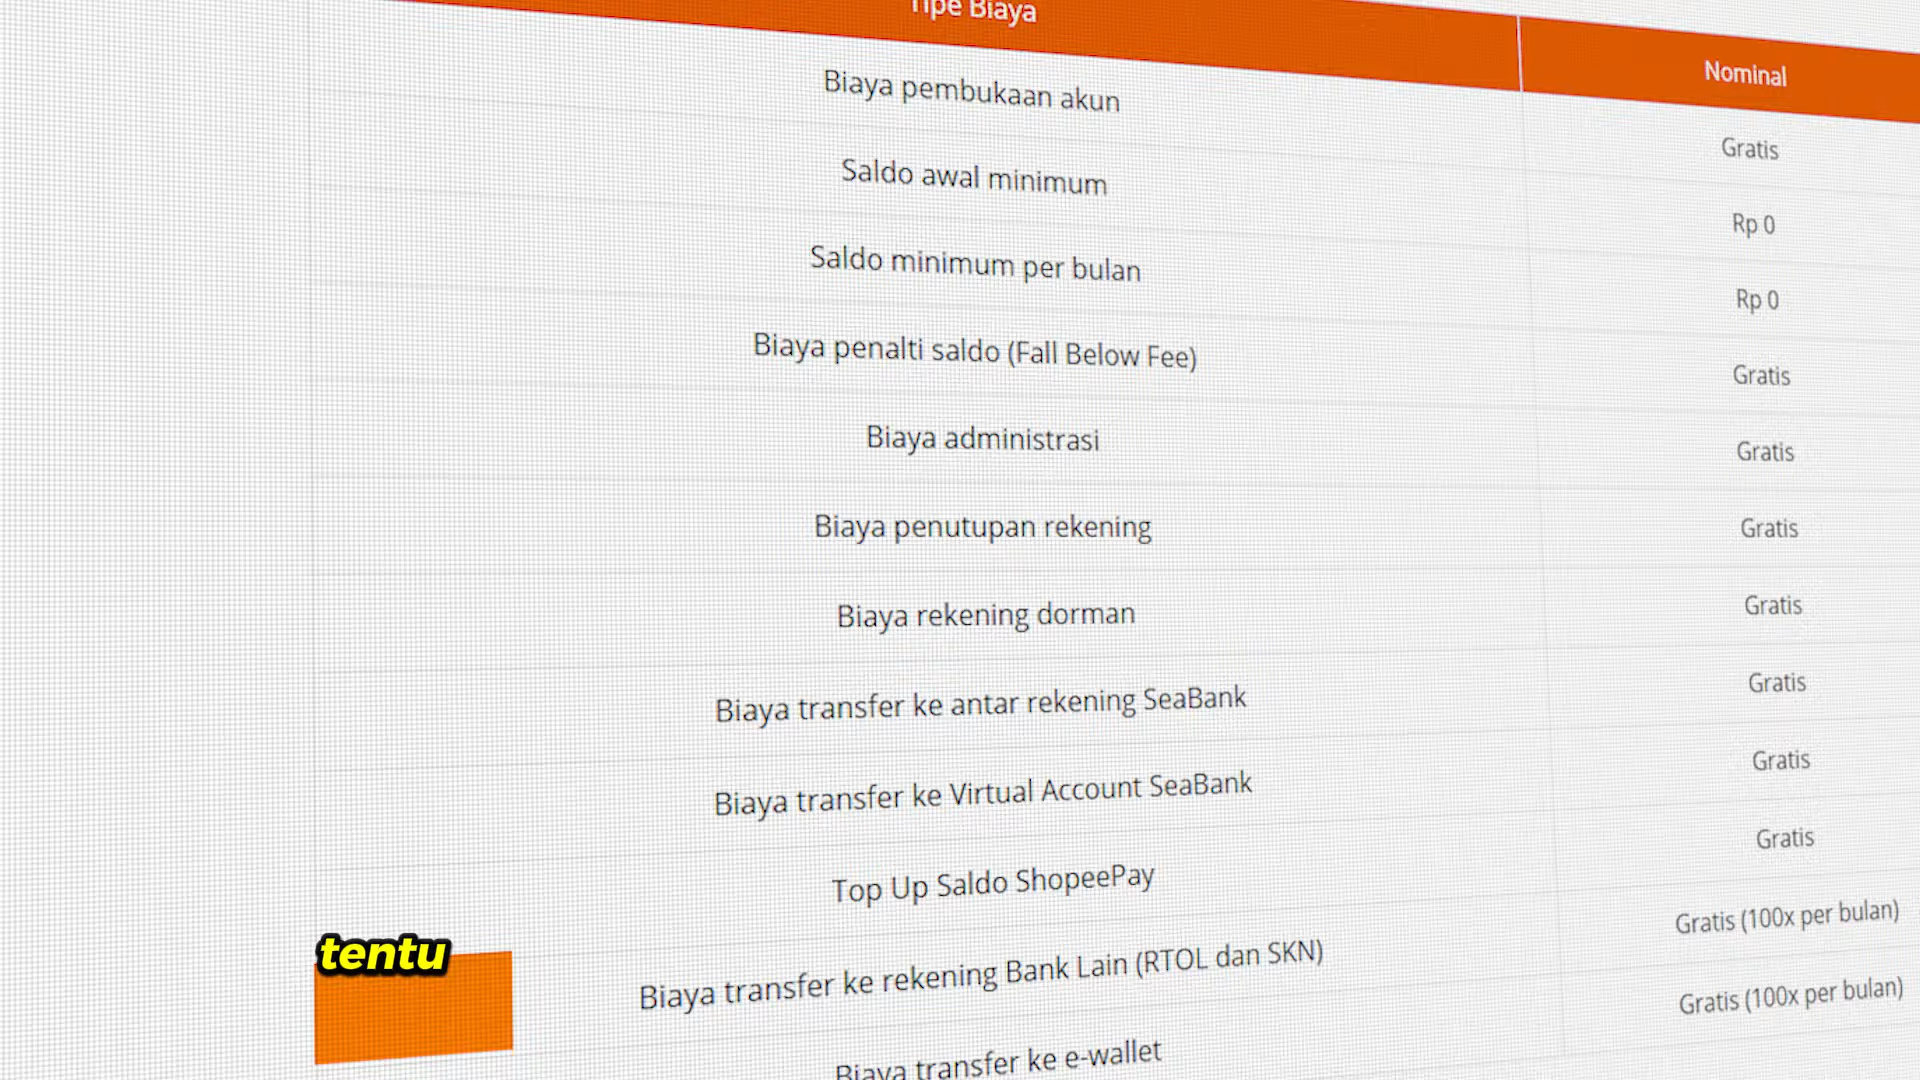 Tipe Biaya
Nominal
Biaya pembukaan akun
Gratis
Saldo awal minimum
Rp 0
Saldo minimum per bulan
Rp 0
Biaya penalti saldo (Fall Below Fee)
Gratis
Biaya administrasi
Gratis
Biaya penutupan rekening
Gratis
Biaya rekening dorman
Gratis
Biaya transfer ke antar rekening SeaBank
Gratis
Biaya transfer ke Virtual Account SeaBank
Gratis
Top Up Saldo ShopeePay
Gratis
Biaya transfer ke rekening Bank Lain (RTOL dan SKN)
Gratis (100x per bulan)
Biaya transfer ke e-wallet
Gratis (100x per bulan)
tentu